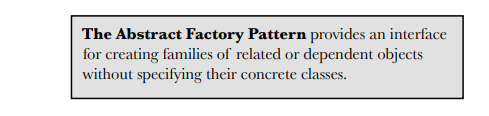 The Abstract Factory Pattern provides an interface
for creating families of related or dependent objects
without specifying their concrete classes.